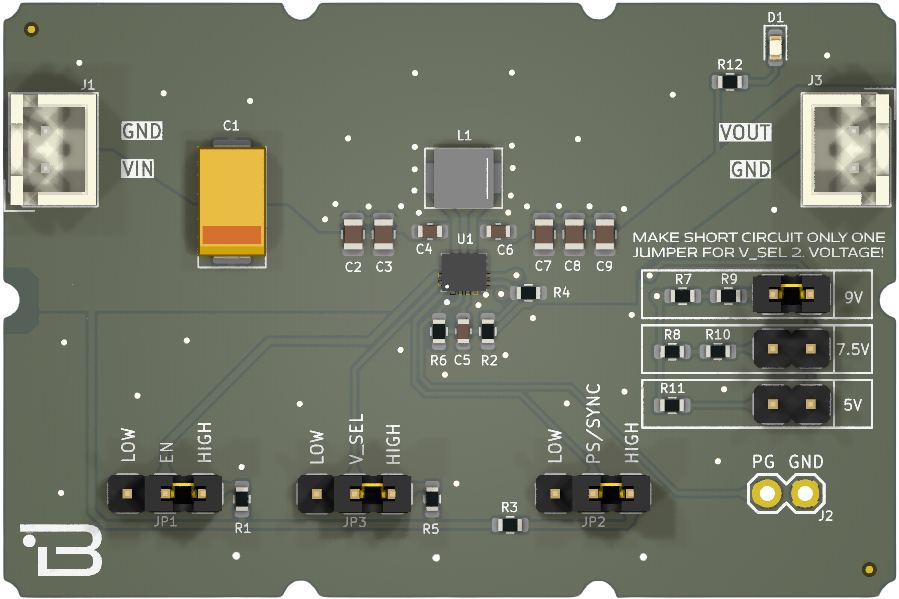 D1
R12
J1
J3
C1
GND
VIN
L1
VOUT
GND
U1
C2
C3
C4
C6
C7
C8
C9
MAKE SHORT CIRCUIT ONLY ONE
JUMPER FOR V_SEL 2. VOLTAGE!
R7
R9
9V
R4
R8
R10
7.5V
R6
C5
R2
R11
5V
LOW
EN
HIGH
JP1
R1
LOW
V_SEL
HIGH
JP3
R5
R3
LOW
PS/SYNC
HIGH
JP2
PG
GND
J2